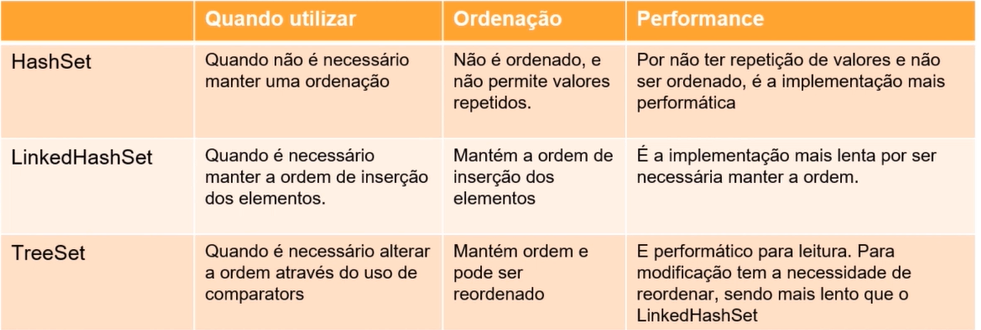 Quando utilizar Ordenação Performance
HashSet
Quando não é necessário
manter uma ordenação
Não é ordenado, e
não permite valores
repetidos.
Por não ter repetição de valores e não
ser ordenado, é a implementação mais
performática
LinkedHashSet
Quando é necessário
manter a ordem de inserção
dos elementos.
Mantém a ordem de
inserção dos
elementos
É a implementação mais lenta por ser
necessária manter a ordem.
TreeSet
Quando é necessário alterar
a ordem através do uso de
comparators
Mantém ordem e
pode ser
reordenado
E performático para leitura. Para
modificação tem a necessidade de
reordenar, sendo mais lento que o
LinkedHashSet